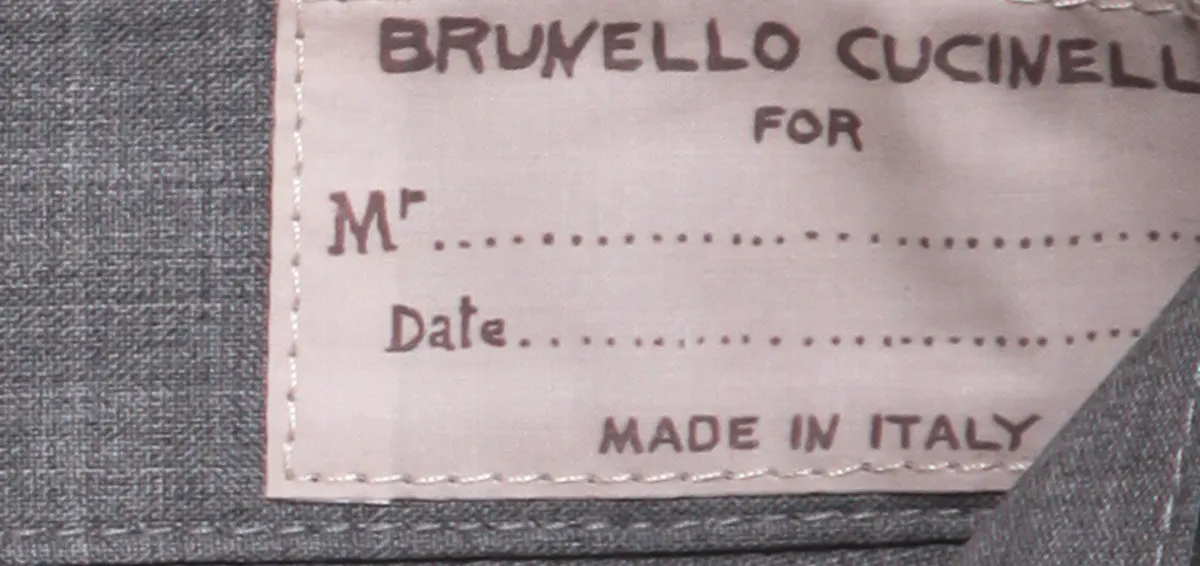 BRUNELLO CUCINELL
FOR
Mr....................................
Date..............................
MADE IN ITALY